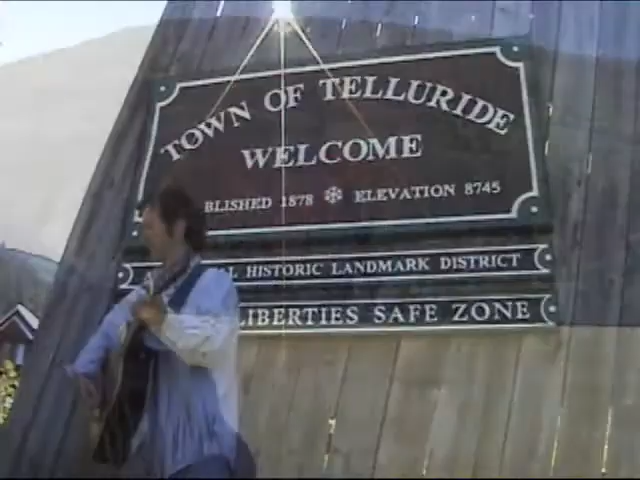 TOWN OF TELLURIDE
WELCOME
BLISHED 1878 ELEVATION 8745
HISTORIC LANDMARK DISTRICT
LIBERTIES SAFE ZONE